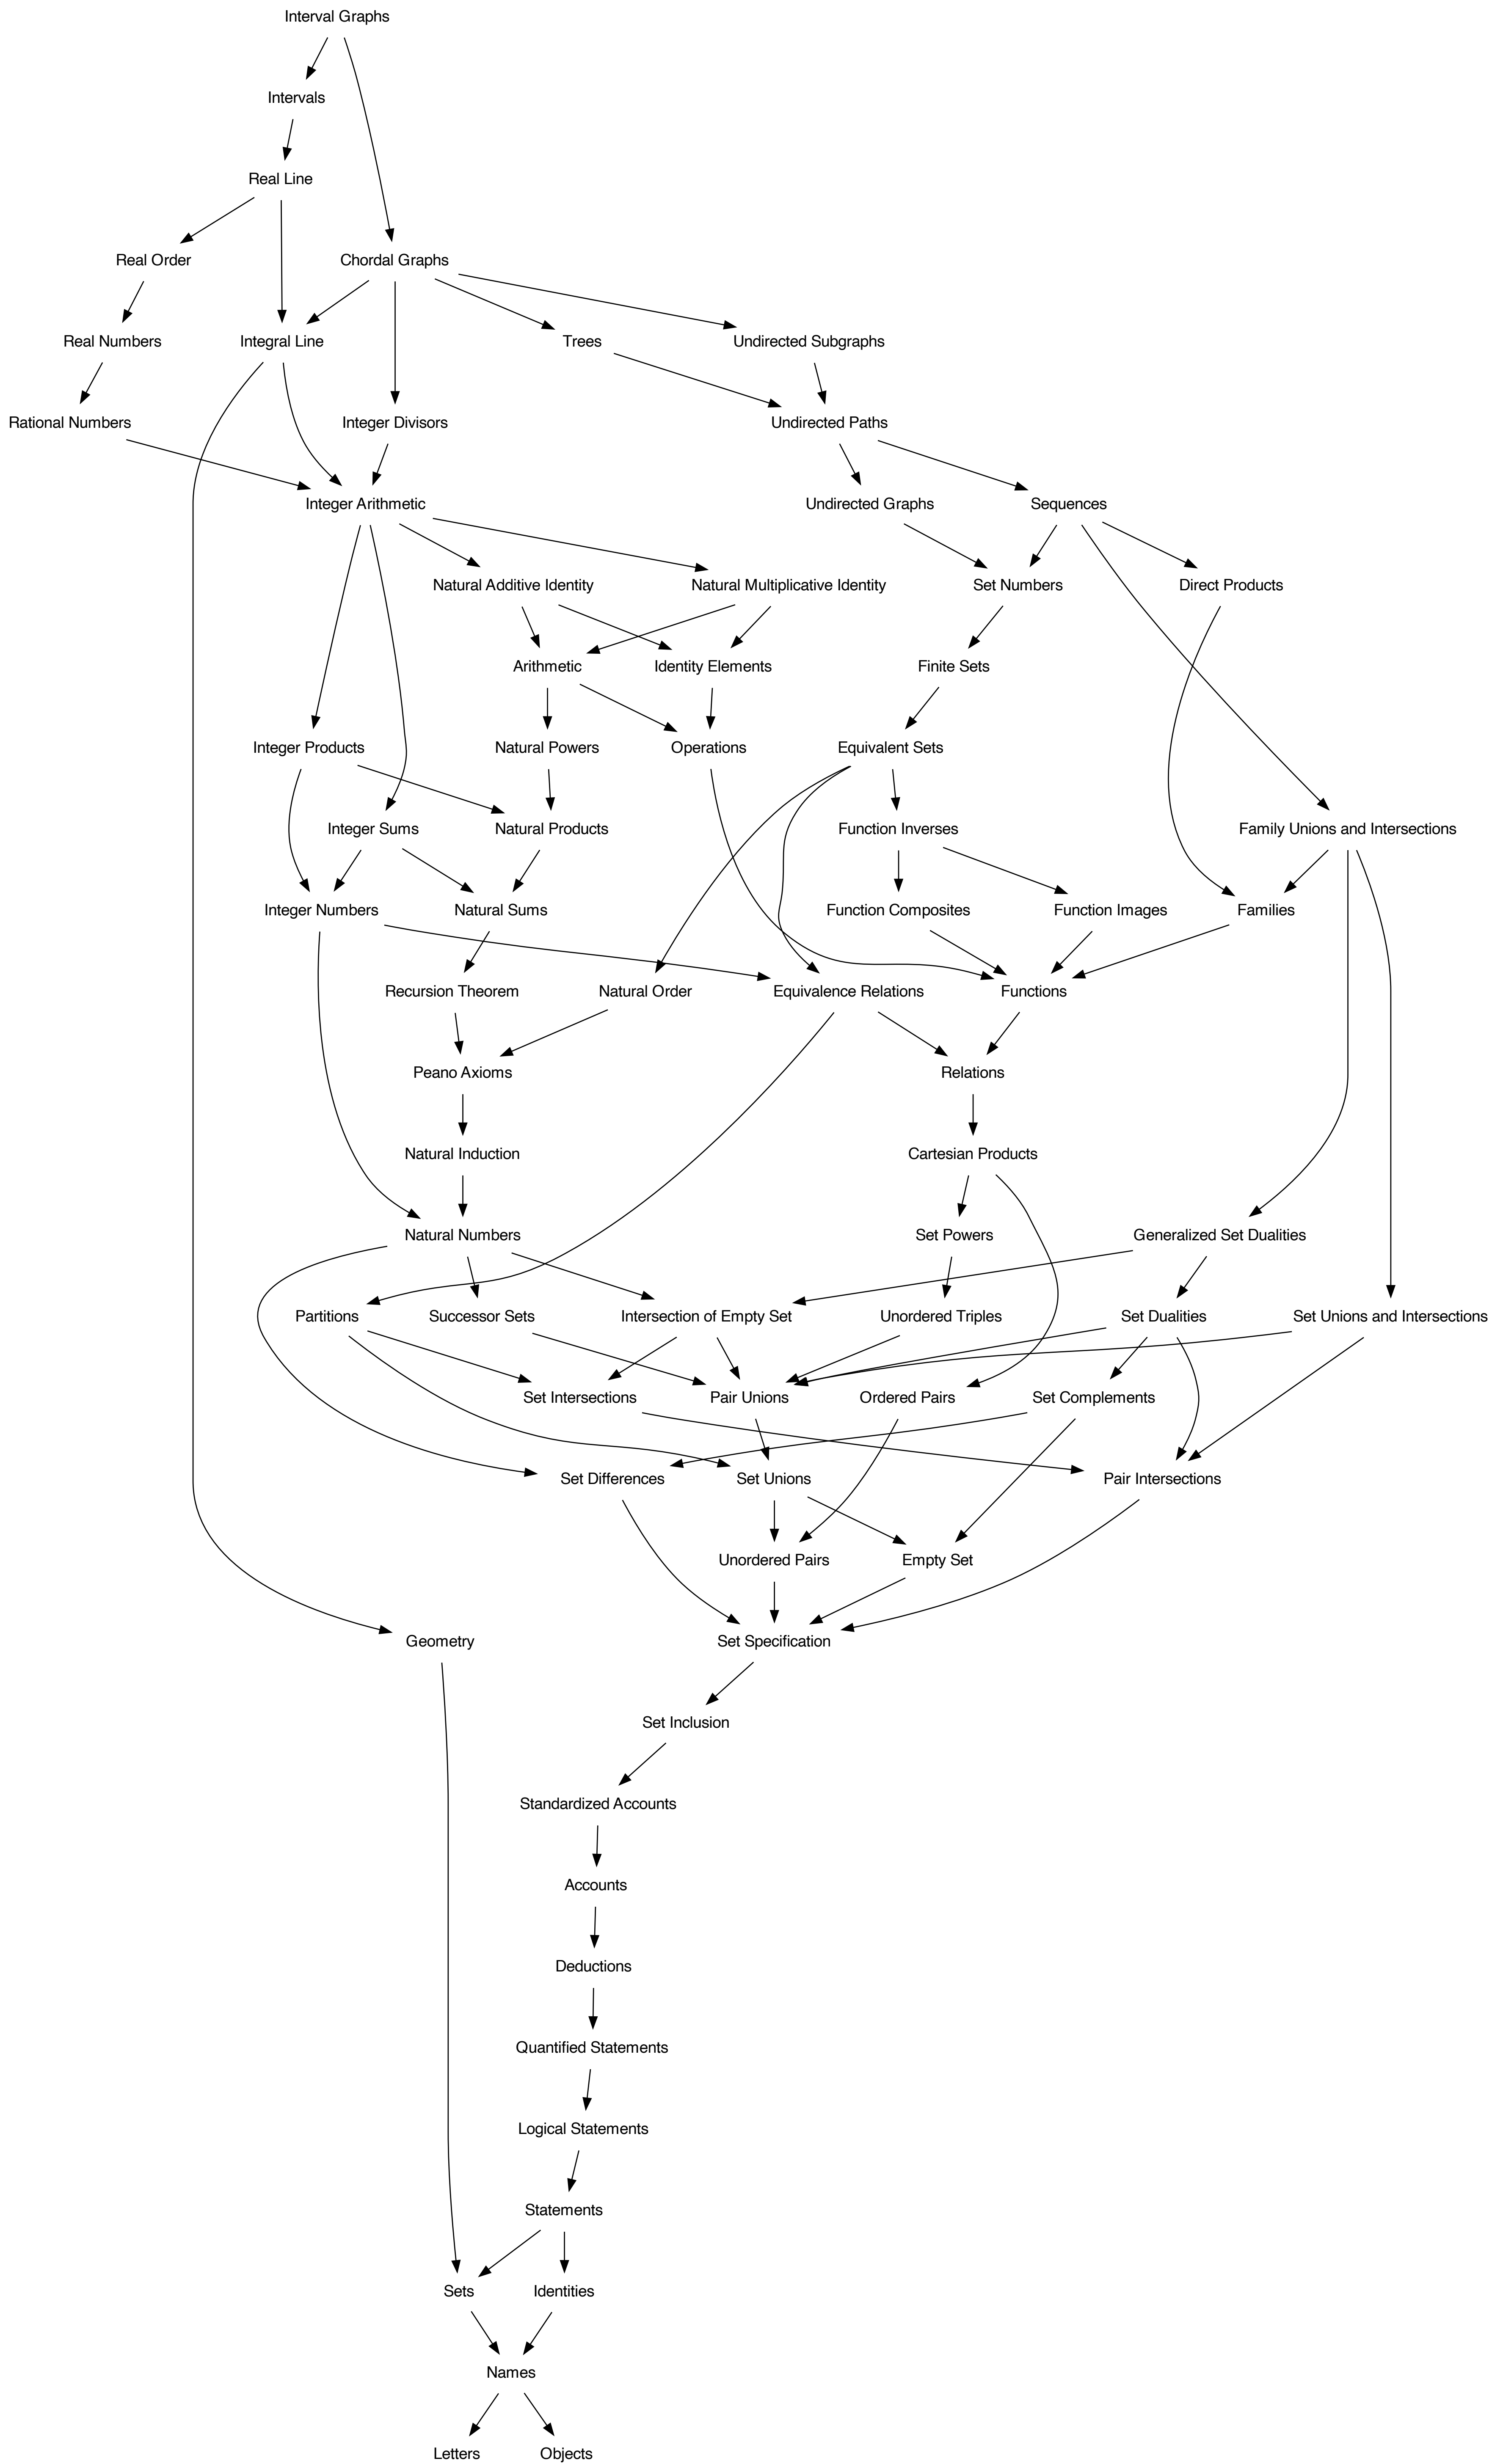 Interval Graphs
Intervals
Real Line
Real Order
Chordal Graphs
Real Numbers
Integral Line
Trees
Undirected Subgraphs
Rational Numbers
Integer Divisors
Undirected Paths
Integer Arithmetic
Undirected Graphs
Sequences
Natural Additive Identity
Natural Multiplicative Identity
Set Numbers
Direct Products
Arithmetic
Identity Elements
Finite Sets
Integer Products
Natural Powers
Operations
Equivalent Sets
Integer Sums
Natural Products
Function Inverses
Family Unions and Intersections
Integer Numbers
Natural Sums
Function Composites
Function Images
Families
Recursion Theorem
Natural Order
Equivalence Relations
Functions
Peano Axioms
Relations
Natural Induction
Cartesian Products
Natural Numbers
Set Powers
Generalized Set Dualities
Partitions
Successor Sets
Intersection of Empty Set
Unordered Triples
Set Dualities
Set Unions and Intersections
Set Intersections
Pair Unions
Ordered Pairs
Set Complements
Set Differences
Set Unions
Pair Intersections
Unordered Pairs
Empty Set
Geometry
Set Specification
Set Inclusion
Standardized Accounts
Accounts
Deductions
Quantified Statements
Logical Statements
Statements
Sets
Identities
Names
Letters
Objects